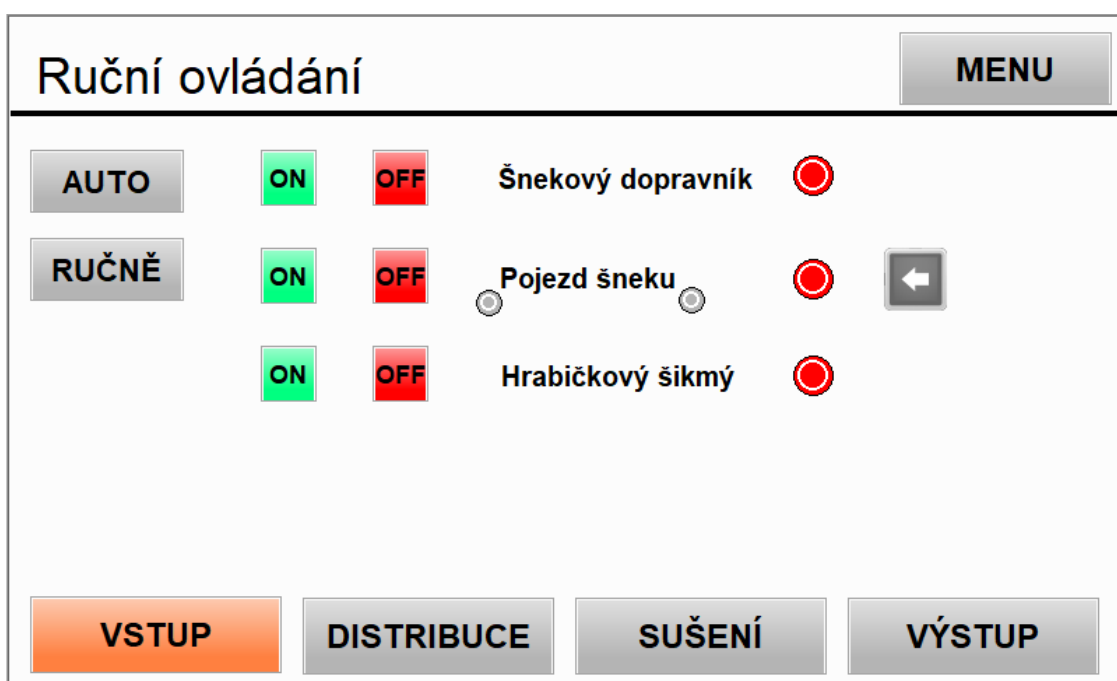 Ruční ovládání MENU
AUTO ON OFF Šnekový dopravník
RUČNĚ ON OFF Pojezd šneku
ON OFF Hrabičkový šikmý
VSTUP DISTRIBUCE SUŠENÍ VÝSTUP